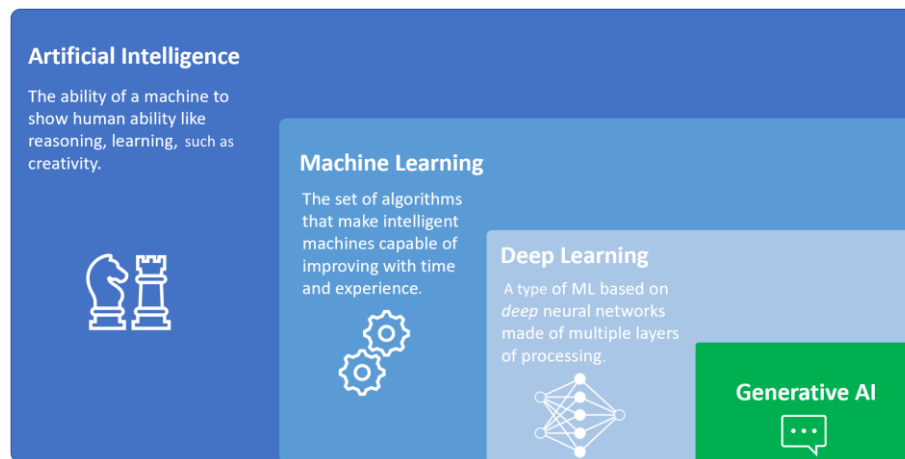 Artificial Intelligence
The ability of a machine to
show human ability like
reasoning, learning, such as
creativity.
Machine Learning
The set of algorithms
that make intelligent
machines capable of
improving with time
and experience.
Deep Learning
A type of ML based on
deep neural networks
made of multiple layers
of processing.
Generative AI